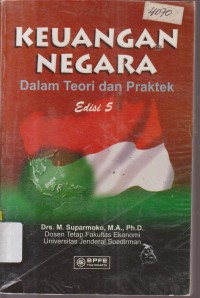 4070
KEUANGAN
NEGARA
Dalam Teori dan Praktek
Edisi 5
Drs. M. Suparmoko, M.A., Ph.D.
Dosen Tetap Fakultas Ekonomi
Universitas Jenderal Soedirman
BPFE